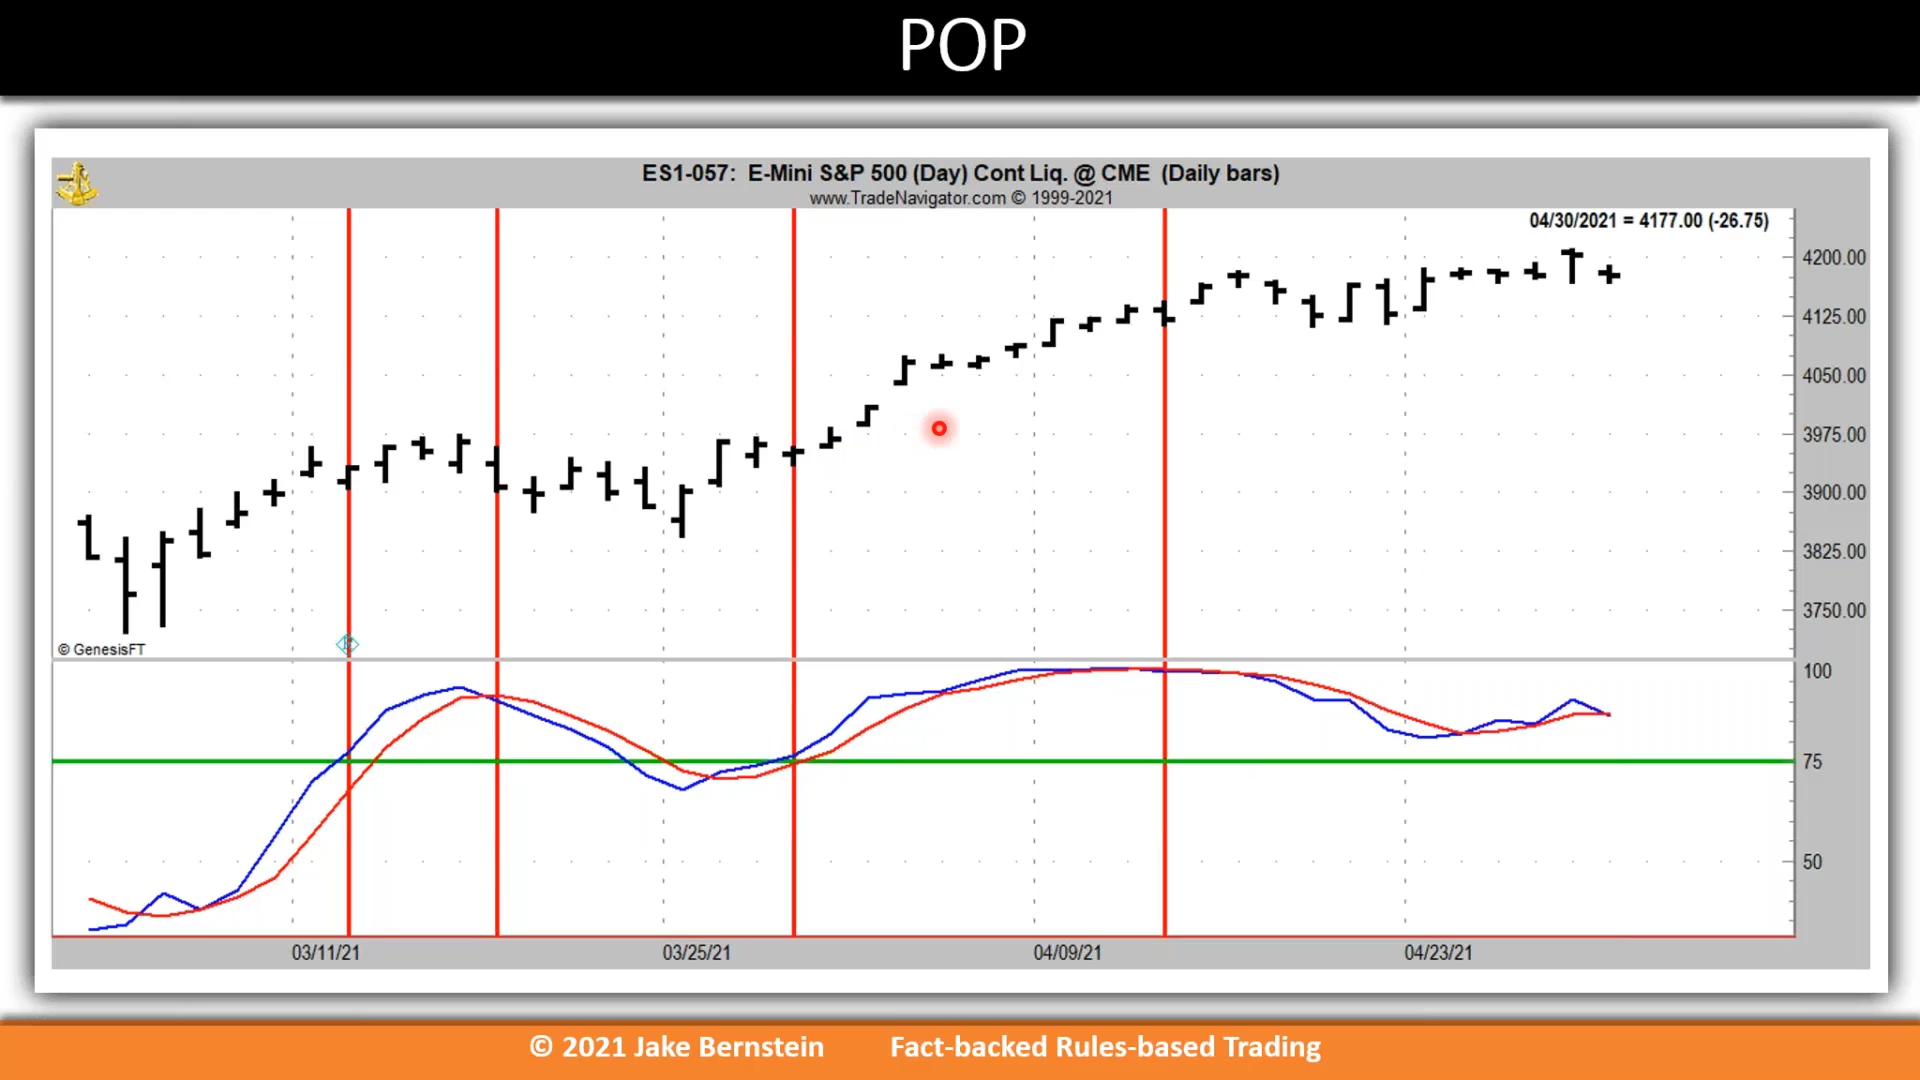 POP
ES1-057: E-Mini S&P 500 (Day) Cont Liq. @ CME (Daily bars)
www.TradeNavigator.com © 1999-2021
04/30/2021 = 4177.00 (-26.75)
4200.00
4125.00
4050.00
3975.00
3900.00
3825.00
3750.00
© GenesisFT
100
75
50
03/11/21 03/25/21 04/09/21 04/23/21
© 2021 Jake Bernstein Fact-backed Rules-based Trading